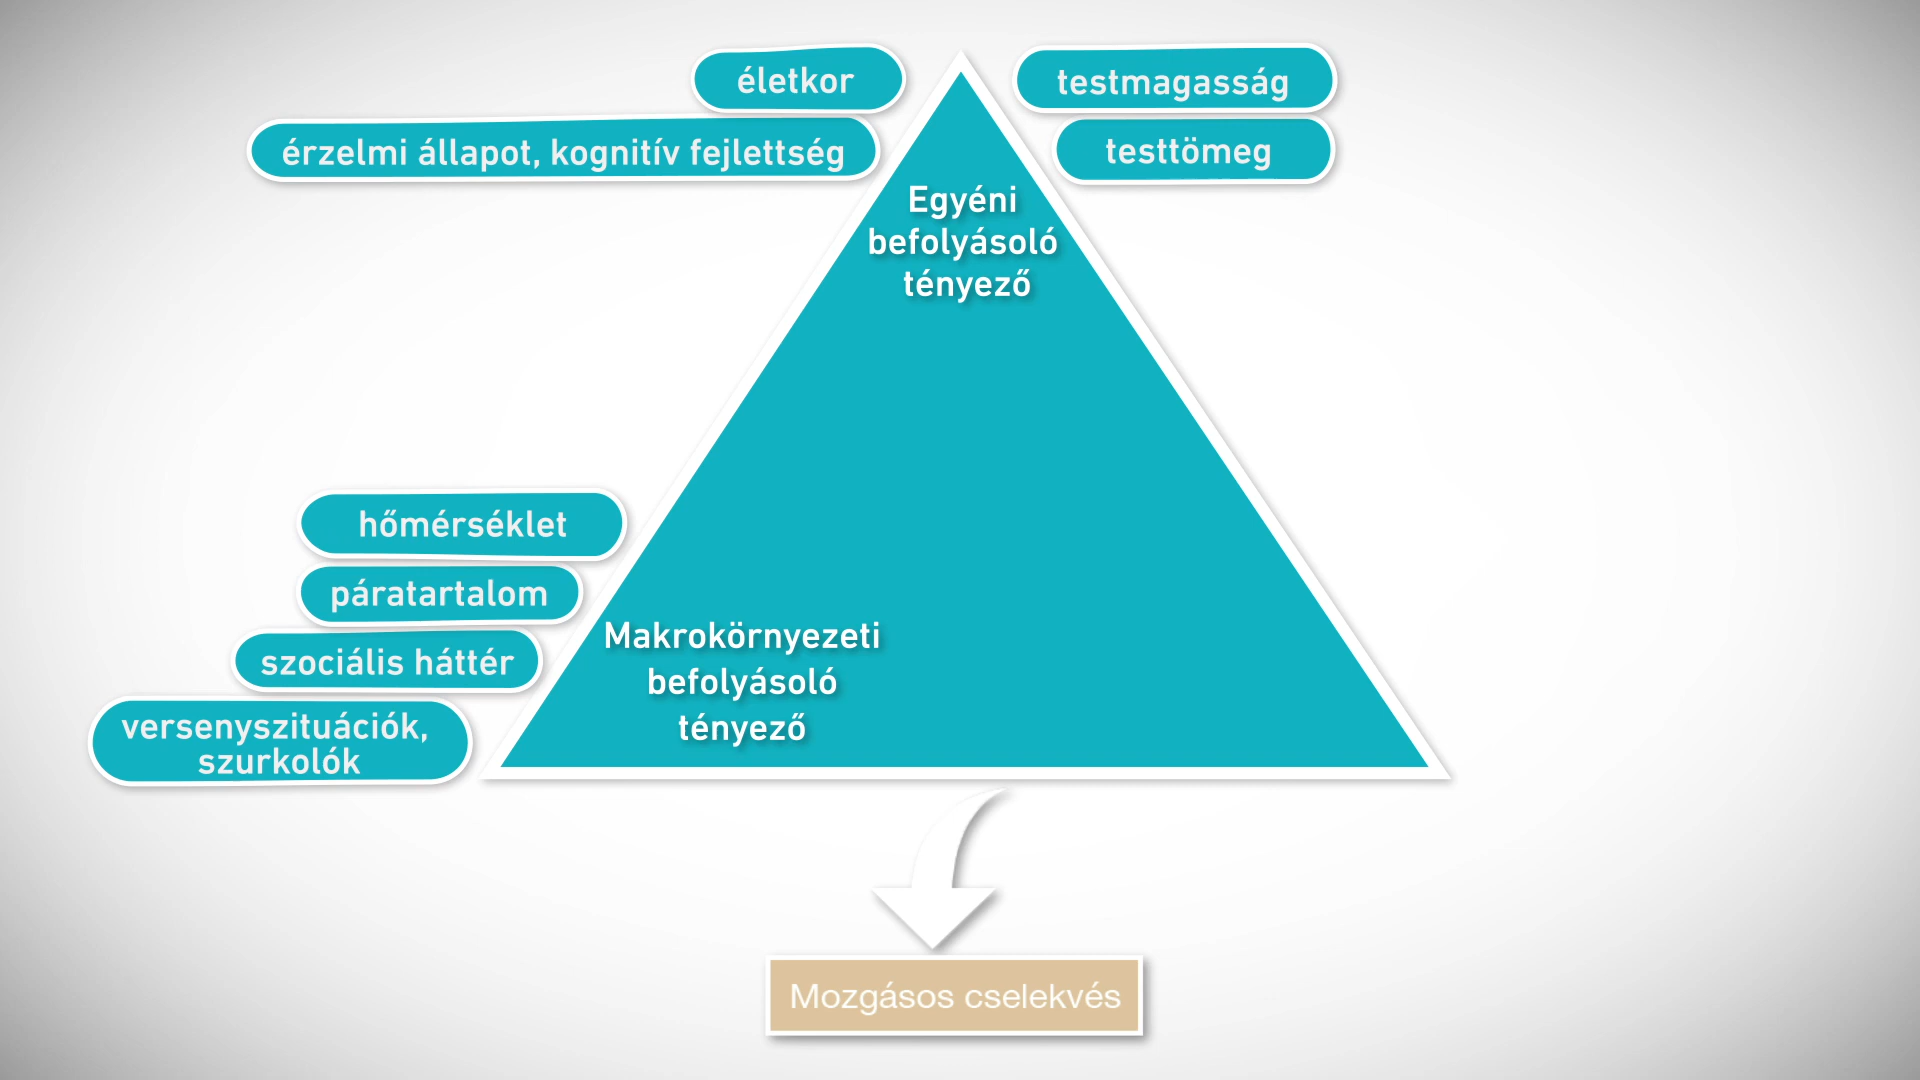 életkor
testmagasság
érzelmi állapot, kognitív fejlettség
testtömeg
Egyéni
befolyásoló
tényező
hőmérséklet
páratartalom
szociális háttér
versenyszituációk,
szurkolók
Makrokörnyezeti
befolyásoló
tényező
Mozgásos cselekvés